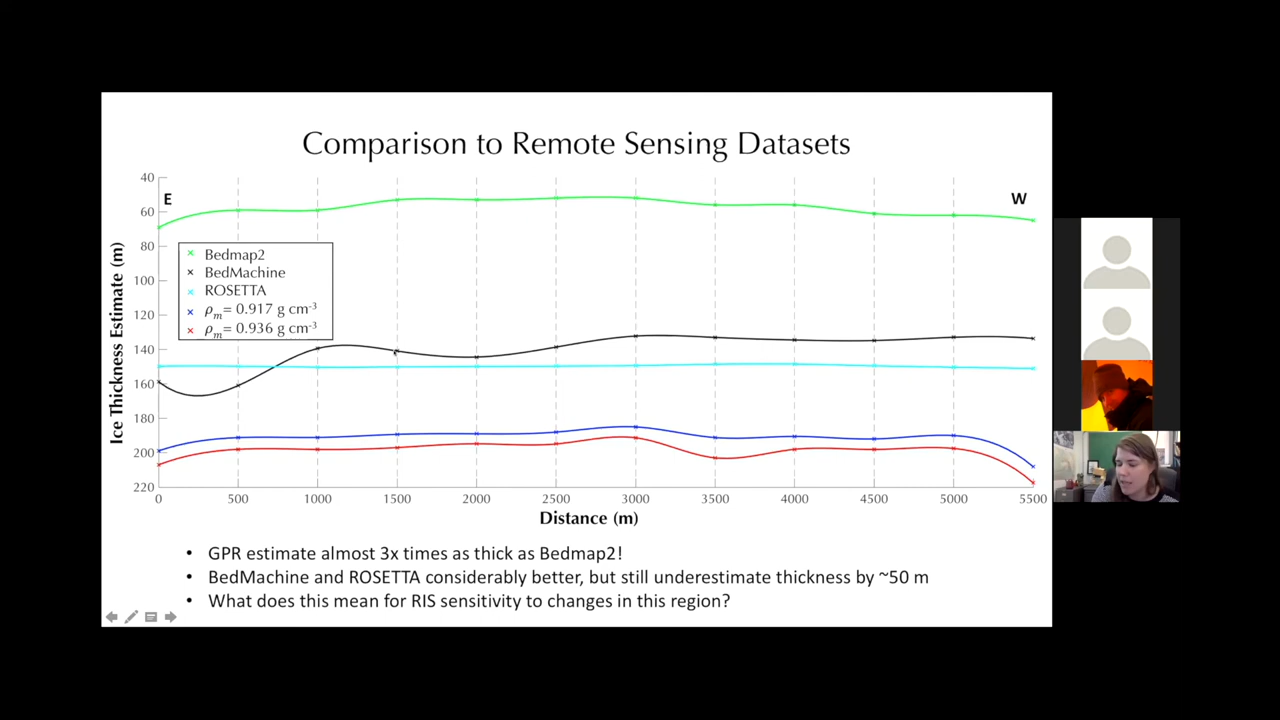 Comparison to Remote Sensing Datasets
40
60
80
100
120
140
160
180
200
220
Ice Thickness Estimate (m)
E
W
Bedmap2
BedMachine
ROSETTA
ρm= 0.917 g cm-3
ρm= 0.936 g cm-3
0 500 1000 1500 2000 2500 3000 3500 4000 4500 5000 5500
Distance (m)
• GPR estimate almost 3x times as thick as Bedmap2!
• BedMachine and ROSETTA considerably better, but still underestimate thickness by ~50 m
• What does this mean for RIS sensitivity to changes in this region?